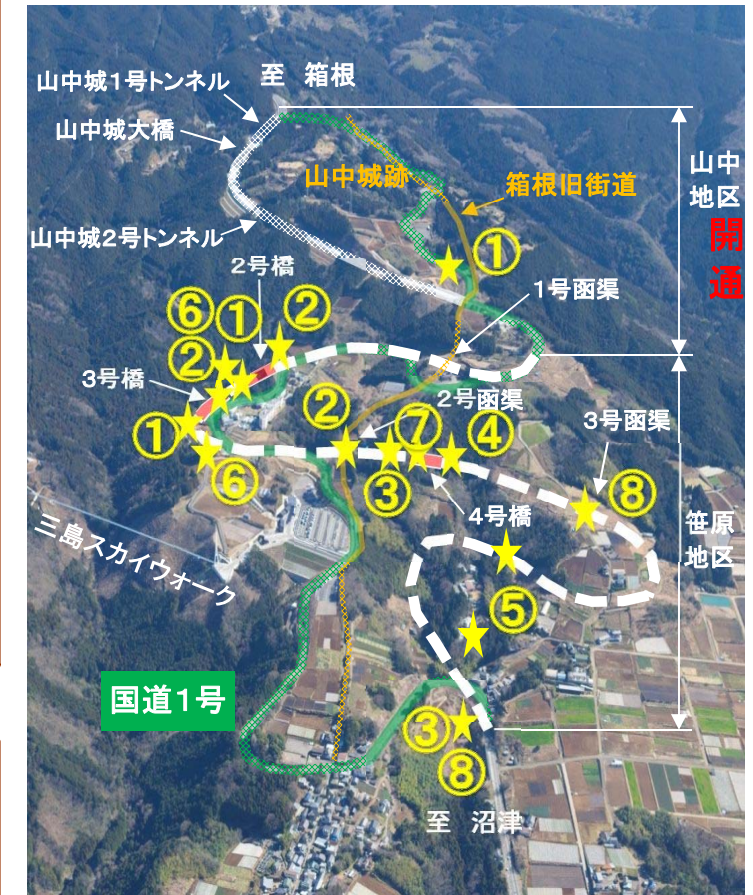 山中城1号トンネル
至 箱根
山中城大橋
山中城跡
箱根旧街道
山中
地区
開
通
山中城2号トンネル
①
2号橋
1号函渠
⑥
①
②
②
3号橋
①
②
2号函渠
⑦
④
3号函渠
⑥
③
4号橋
⑧
三島スカイウォーク
笹原
地区
⑤
国道1号
③
⑧
至 沼津